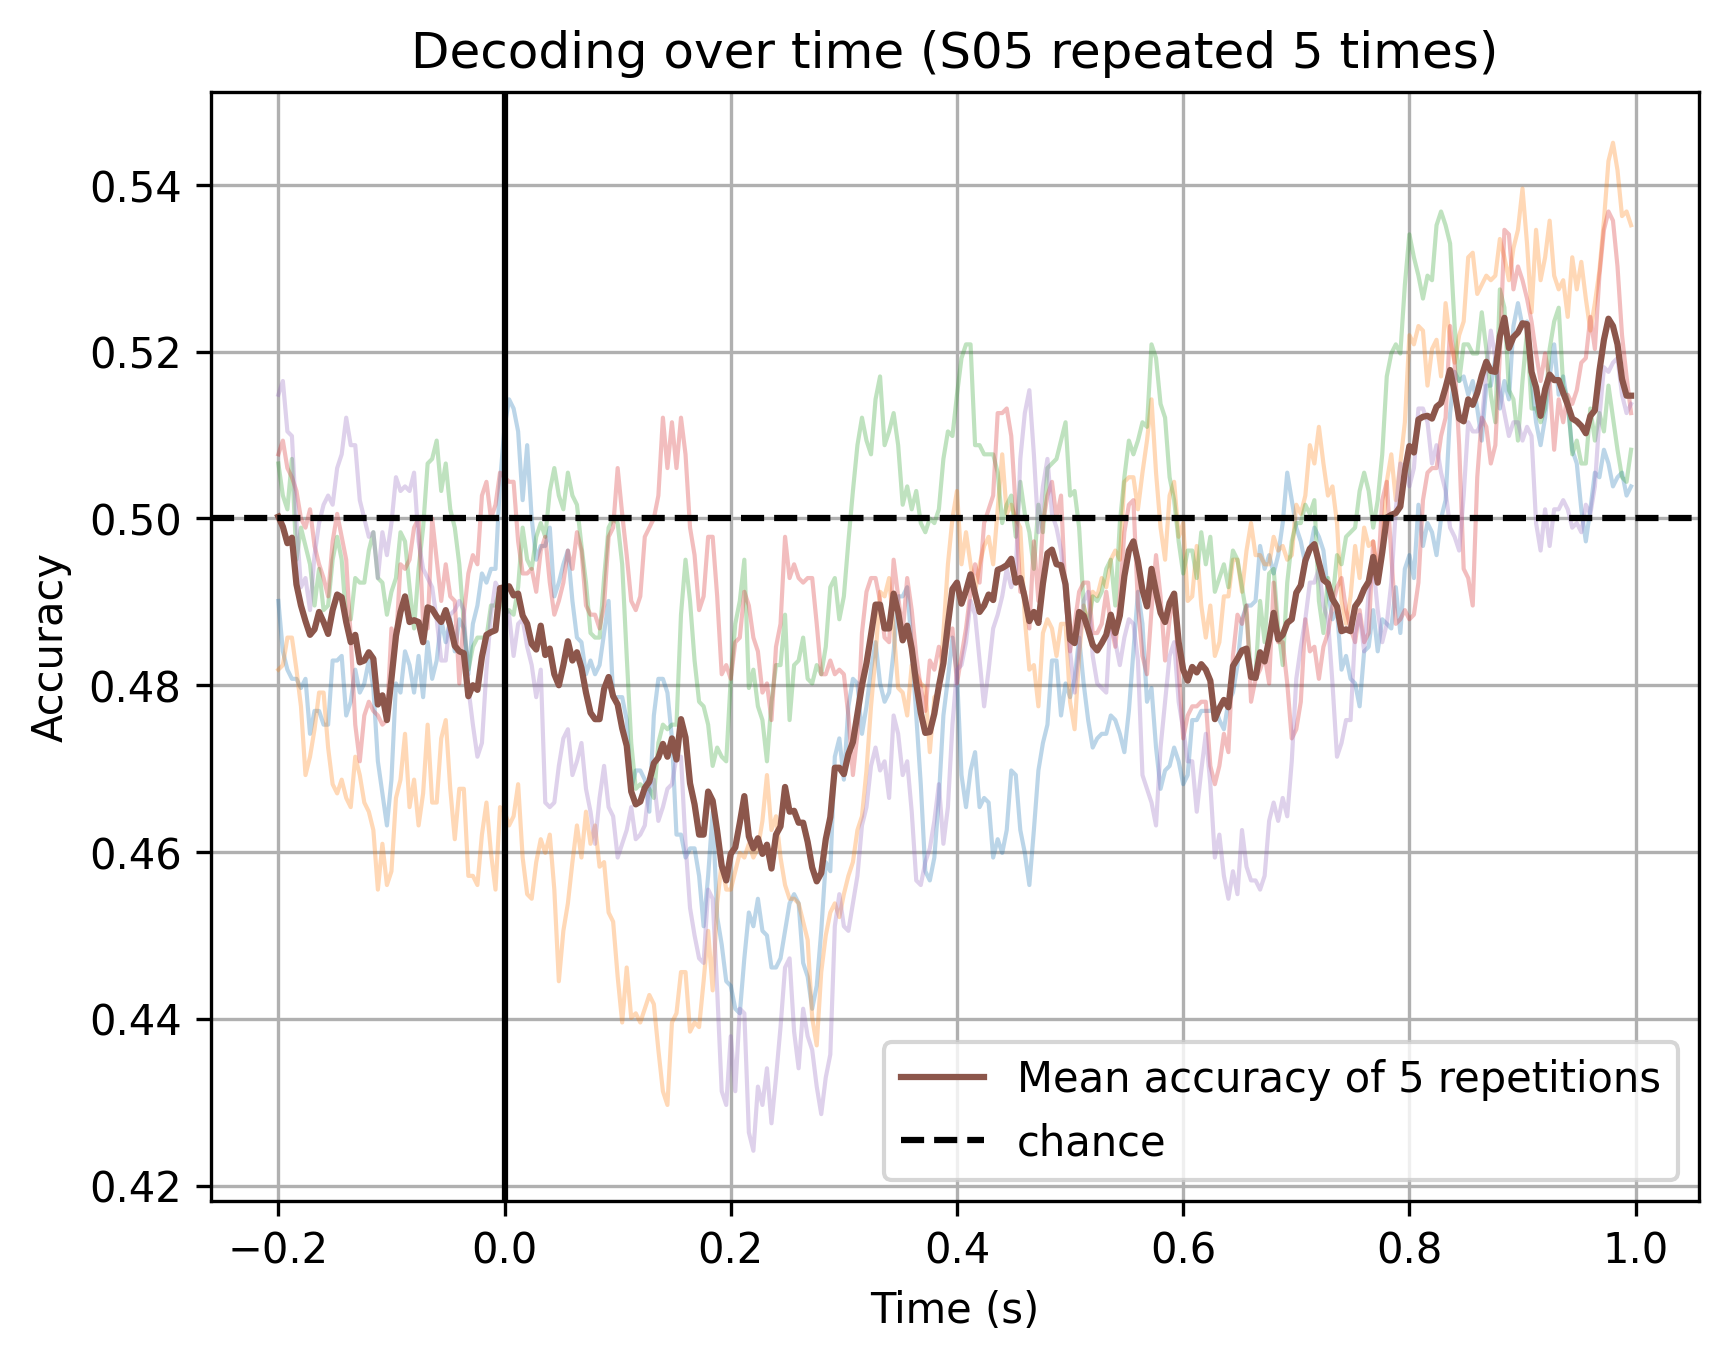 Decoding over time (S05 repeated 5 times)
Accuracy
0.54
0.52
0.50
0.48
0.46
0.44
0.42
Mean accuracy of 5 repetitions
chance
−0.2 0.0 0.2 0.4 0.6 0.8 1.0
Time (s)